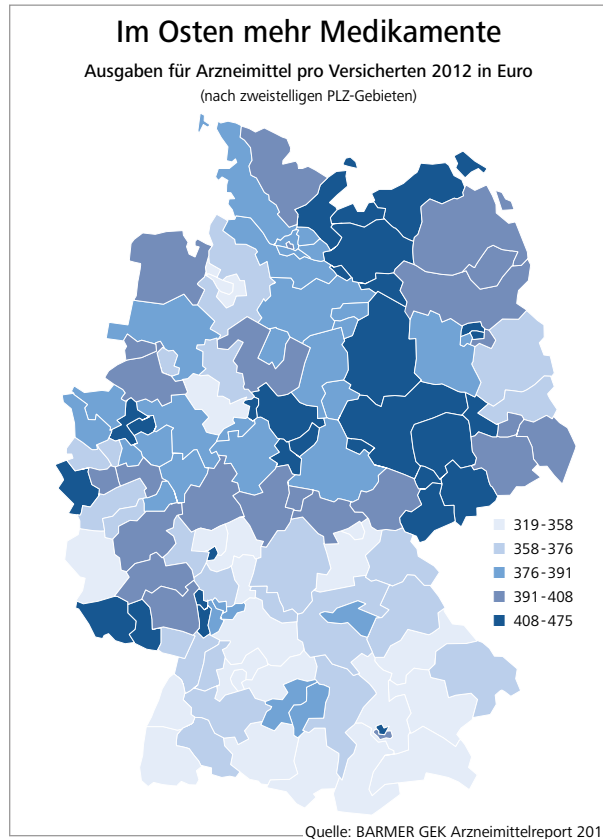 Im Osten mehr Medikamente
Ausgaben für Arzneimittel pro Versicherten 2012 in Euro
(nach zweistelligen PLZ-Gebieten)
319-358
358-376
376-391
391-408
408-475
Quelle: BARMER GEK Arzneimittelreport 201